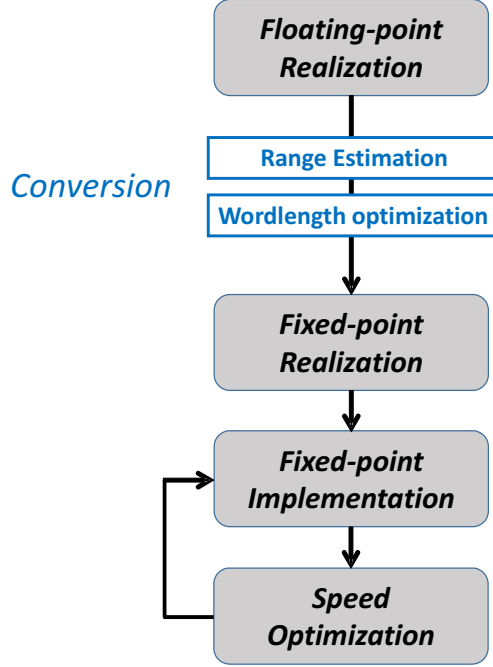 Floating-point
Realization
Range Estimation
Conversion
Wordlength optimization
Fixed-point
Realization
Fixed-point
Implementation
Speed
Optimization